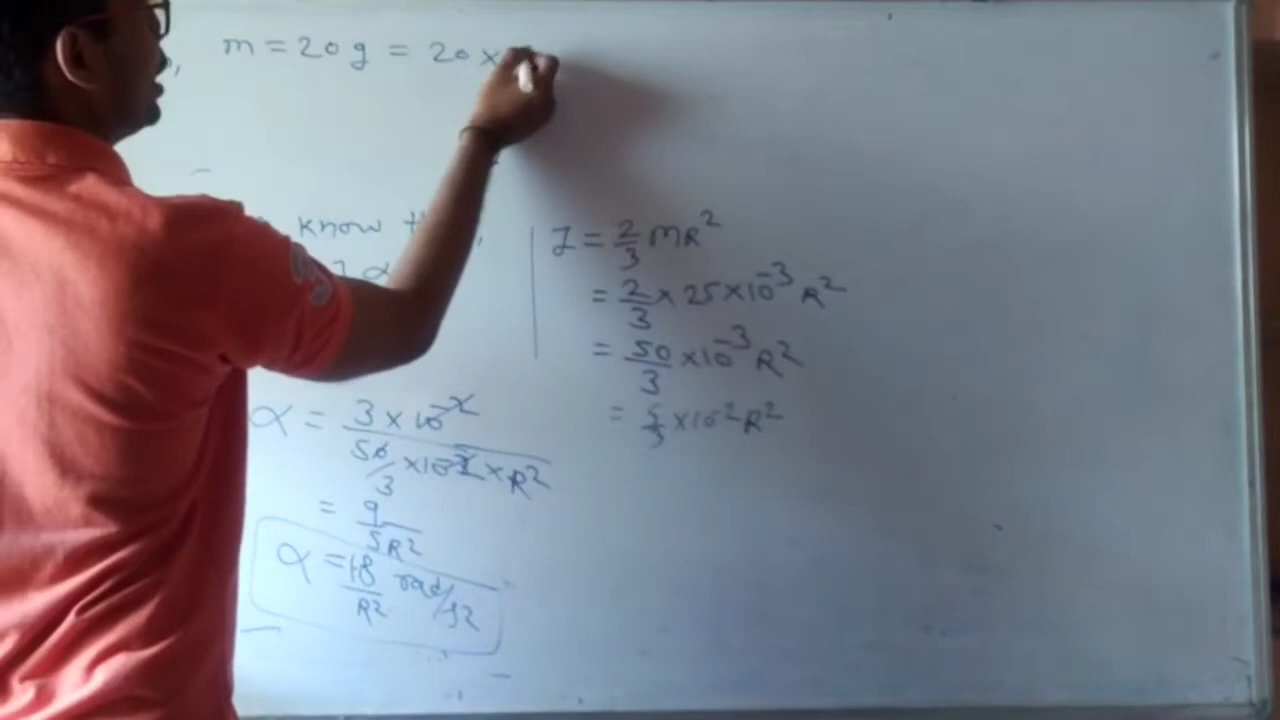 m = 20 g = 20 ×
know
I = 2/3 MR²
= 2/3 × 25 × 10⁻³ R²
= 50/3 × 10⁻³ R²
= 5/3 × 10⁻² R²
α = 3 × 10⁻² / 50/3 × 10⁻² × R²
= 9 / 5R²
α = 18/R² rad/s2